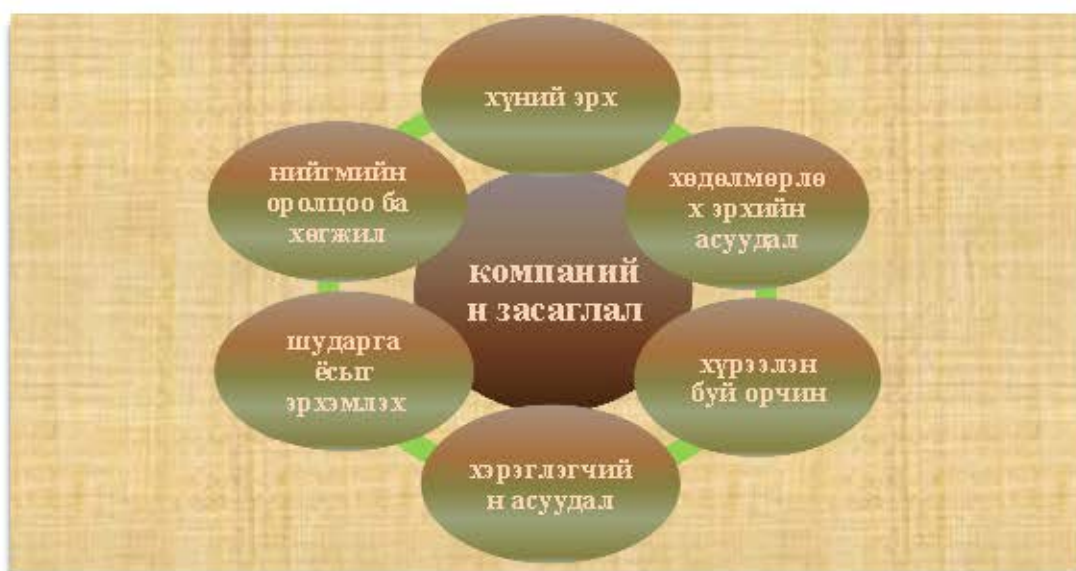 хүний эрх
хөдөлмөрлө
х эрхийн
асуудал
хүрээлэн
буй орчин
хэрэглэгчий
н асуудал
шударга
ёсыг
эрхэмлэх
нийгмийн
оролцоо ба
хөгжил
компаний
н засаглал